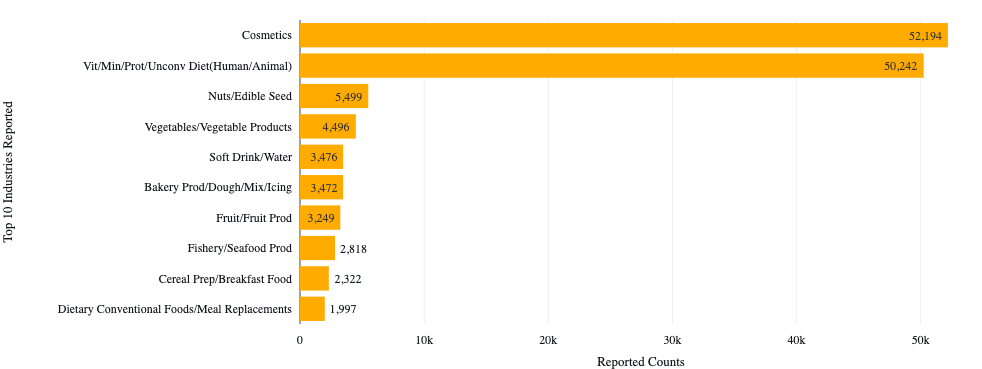 Top 10 Industries Reported
Cosmetics 52,194
Vit/Min/Prot/Unconv Diet(Human/Animal) 50,242
Nuts/Edible Seed 5,499
Vegetables/Vegetable Products 4,496
Soft Drink/Water 3,476
Bakery Prod/Dough/Mix/Icing 3,472
Fruit/Fruit Prod 3,249
Fishery/Seafood Prod 2,818
Cereal Prep/Breakfast Food 2,322
Dietary Conventional Foods/Meal Replacements 1,997
0 10k 20k 30k 40k 50k
Reported Counts